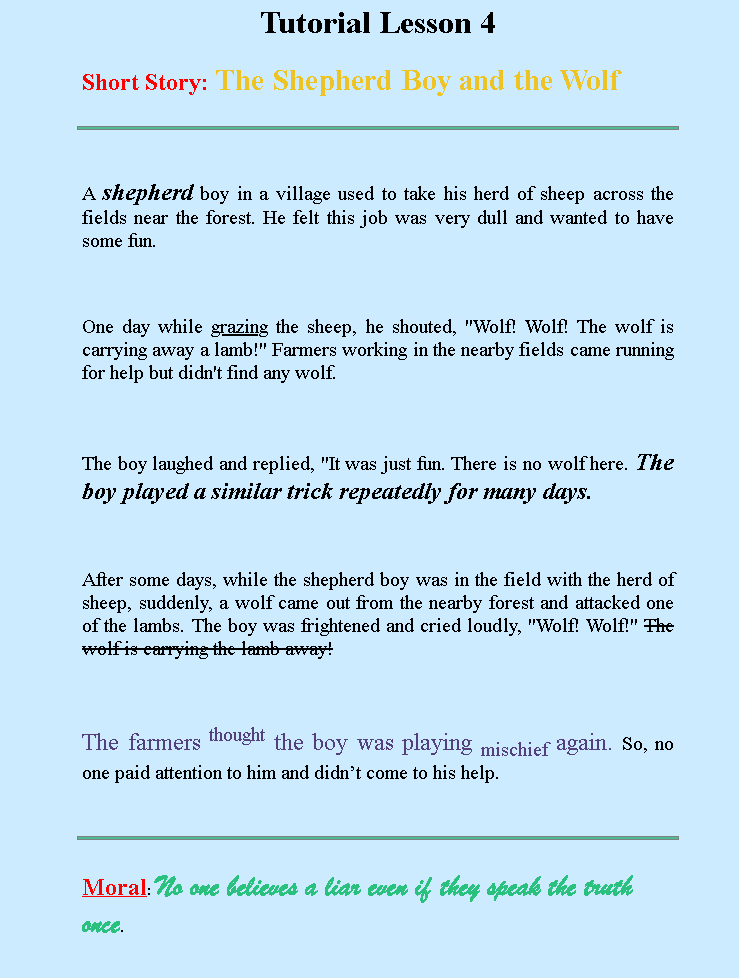 Tutorial Lesson 4
Short Story: The Shepherd Boy and the Wolf
A shepherd boy in a village used to take his herd of sheep across the
fields near the forest. He felt this job was very dull and wanted to have
some fun.
One day while grazing the sheep, he shouted, "Wolf! Wolf! The wolf is
carrying away a lamb!" Farmers working in the nearby fields came running
for help but didn't find any wolf.
The boy laughed and replied, "It was just fun. There is no wolf here. The
boy played a similar trick repeatedly for many days.
After some days, while the shepherd boy was in the field with the herd of
sheep, suddenly, a wolf came out from the nearby forest and attacked one
of the lambs. The boy was frightened and cried loudly, "Wolf! Wolf!" The
wolf is carrying the lamb away!
The farmers thought the boy was playing mischief again. So, no
one paid attention to him and didn’t come to his help.
Moral: No one believes a liar even if they speak the truth
once.